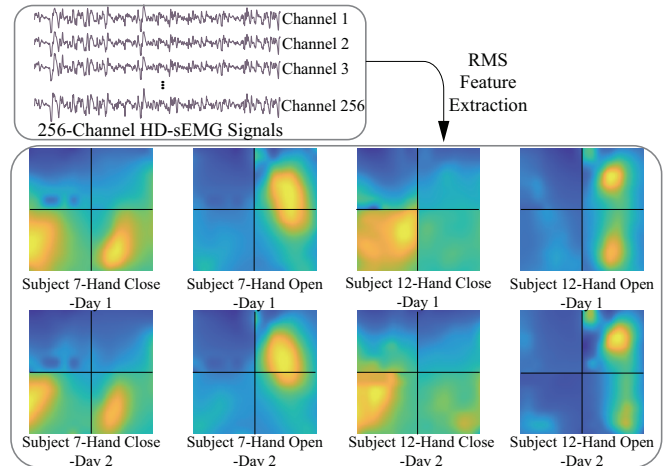 Channel 1
Channel 2
Channel 3
...
Channel 256
256-Channel HD-sEMG Signals
RMS
Feature
Extraction
Subject 7-Hand Close
-Day 1
Subject 7-Hand Open
-Day 1
Subject 12-Hand Close
-Day 1
Subject 12-Hand Open
-Day 1
Subject 7-Hand Close
-Day 2
Subject 7-Hand Open
-Day 2
Subject 12-Hand Close
-Day 2
Subject 12-Hand Open
-Day 2